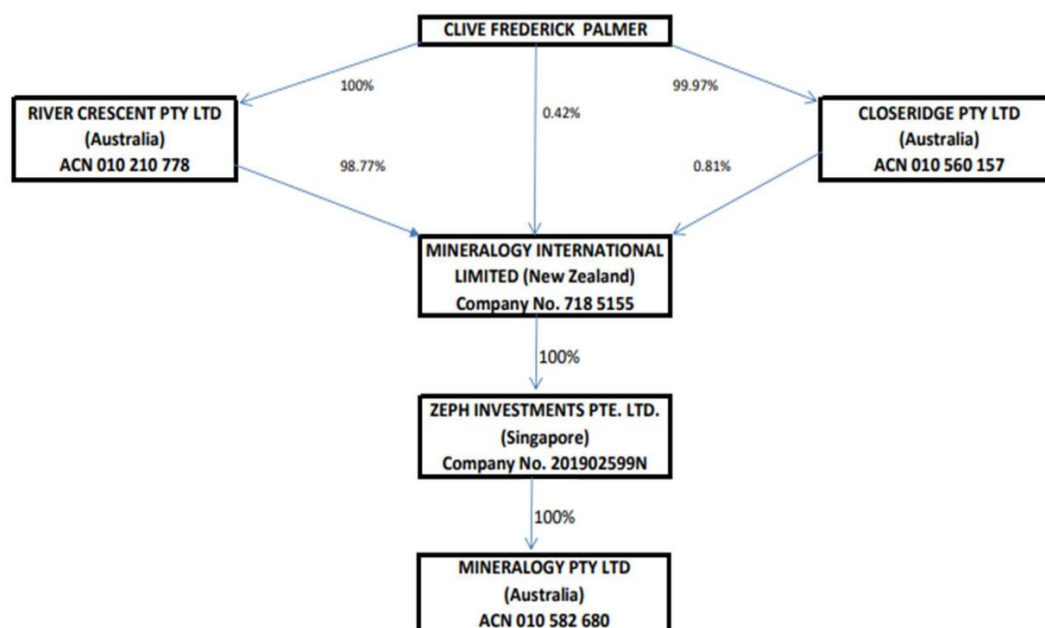 CLIVE FREDERICK PALMER
100%
0.42%
99.97%
RIVER CRESCENT PTY LTD
(Australia)
ACN 010 210 778
CLOSERIDGE PTY LTD
(Australia)
ACN 010 560 157
98.77%
0.81%
MINERALOGY INTERNATIONAL
LIMITED (New Zealand)
Company No. 718 5155
100%
ZEPH INVESTMENTS PTE. LTD.
(Singapore)
Company No. 201902599N
100%
MINERALOGY PTY LTD
(Australia)
ACN 010 582 680